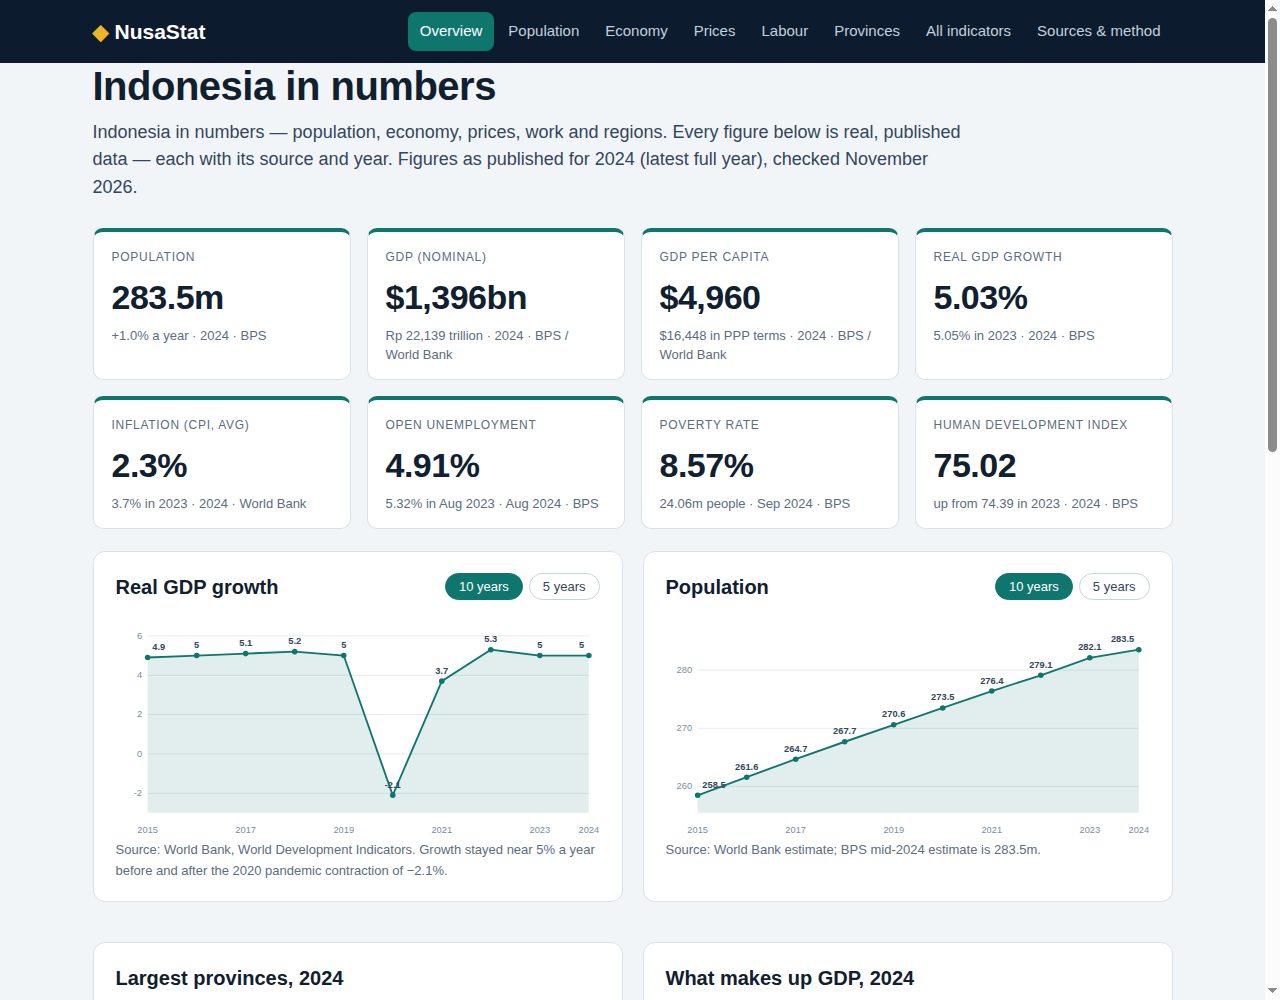 ◆ NusaStat
Overview
Population
Economy
Prices
Labour
Provinces
All indicators
Sources & method
Indonesia in numbers
Indonesia in numbers — population, economy, prices, work and regions. Every figure below is real, published
data — each with its source and year. Figures as published for 2024 (latest full year), checked November
2026.
POPULATION
283.5m
+1.0% a year · 2024 · BPS
GDP (NOMINAL)
$1,396bn
Rp 22,139 trillion · 2024 · BPS /
World Bank
GDP PER CAPITA
$4,960
$16,448 in PPP terms · 2024 · BPS /
World Bank
REAL GDP GROWTH
5.03%
5.05% in 2023 · 2024 · BPS
INFLATION (CPI, AVG)
2.3%
3.7% in 2023 · 2024 · World Bank
OPEN UNEMPLOYMENT
4.91%
5.32% in Aug 2023 · Aug 2024 · BPS
POVERTY RATE
8.57%
24.06m people · Sep 2024 · BPS
HUMAN DEVELOPMENT INDEX
75.02
up from 74.39 in 2023 · 2024 · BPS
Real GDP growth
10 years
5 years
6
4
2
0
-2
4.9
5
5.1
5.2
5
-2.1
3.7
5.3
5
5
2015
2017
2019
2021
2023
2024
Source: World Bank, World Development Indicators. Growth stayed near 5% a year
before and after the 2020 pandemic contraction of −2.1%.
Population
10 years
5 years
280
270
260
258.5
261.6
264.7
267.7
270.6
273.5
276.4
279.1
282.1
283.5
2015
2017
2019
2021
2023
2024
Source: World Bank estimate; BPS mid-2024 estimate is 283.5m.
Largest provinces, 2024
What makes up GDP, 2024